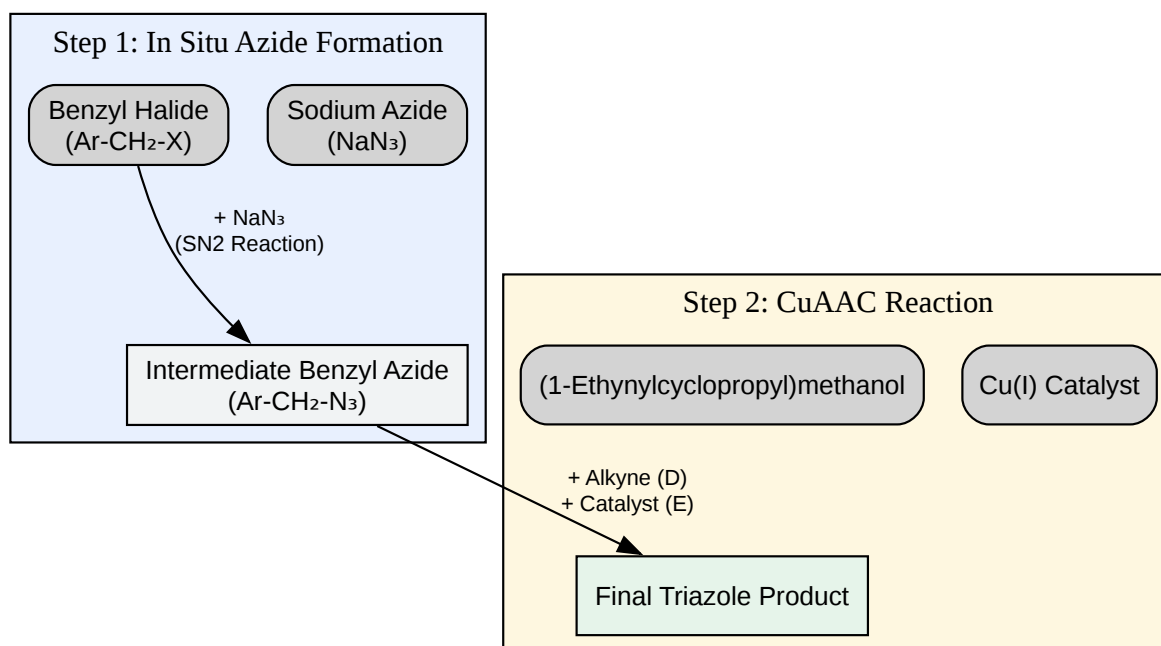 Step 1: In Situ Azide Formation
Benzyl Halide
(Ar-CH₂-X)
Sodium Azide
(NaN₃)
+ NaN₃
(SN2 Reaction)
Intermediate Benzyl Azide
(Ar-CH₂-N₃)
Step 2: CuAAC Reaction
(1-Ethynylcyclopropyl)methanol
Cu(I) Catalyst
+ Alkyne (D)
+ Catalyst (E)
Final Triazole Product